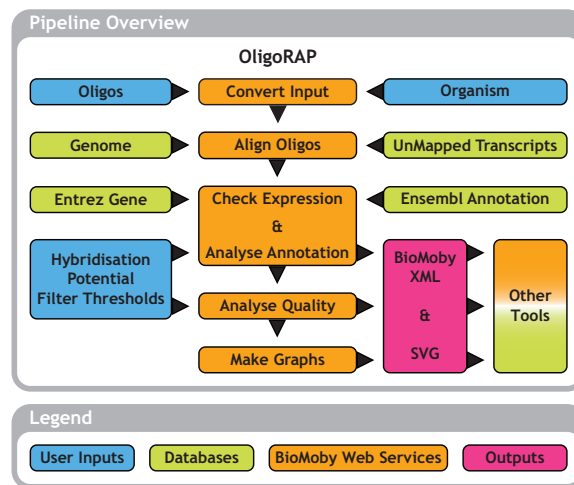 Pipeline Overview
OligoRAP
Oligos
Convert Input
Organism
Genome
Align Oligos
UnMapped Transcripts
Entrez Gene
Check Expression
&
Analyse Annotation
Ensembl Annotation
Hybridisation
Potential
Filter Thresholds
BioMoby
XML
&
SVG
Other
Tools
Analyse Quality
Make Graphs
Legend
User Inputs
Databases
BioMoby Web Services
Outputs